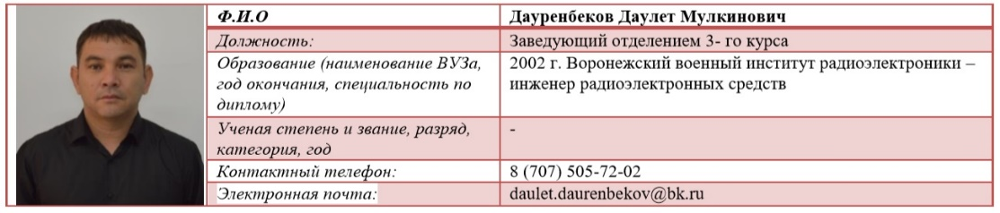 Ф.И.О
Дауренбеков Даулет Мулкинович
Должность:
Заведующий отделением 3- го курса
Образование (наименование ВУЗа,
год окончания, специальность по
диплому)
2002 г. Воронежский военный институт радиоэлектроники –
инженер радиоэлектронных средств
Ученая степень и звание, разряд,
категория, год
-
Контактный телефон:
8 (707) 505-72-02
Электронная почта:
daulet.daurenbekov@bk.ru